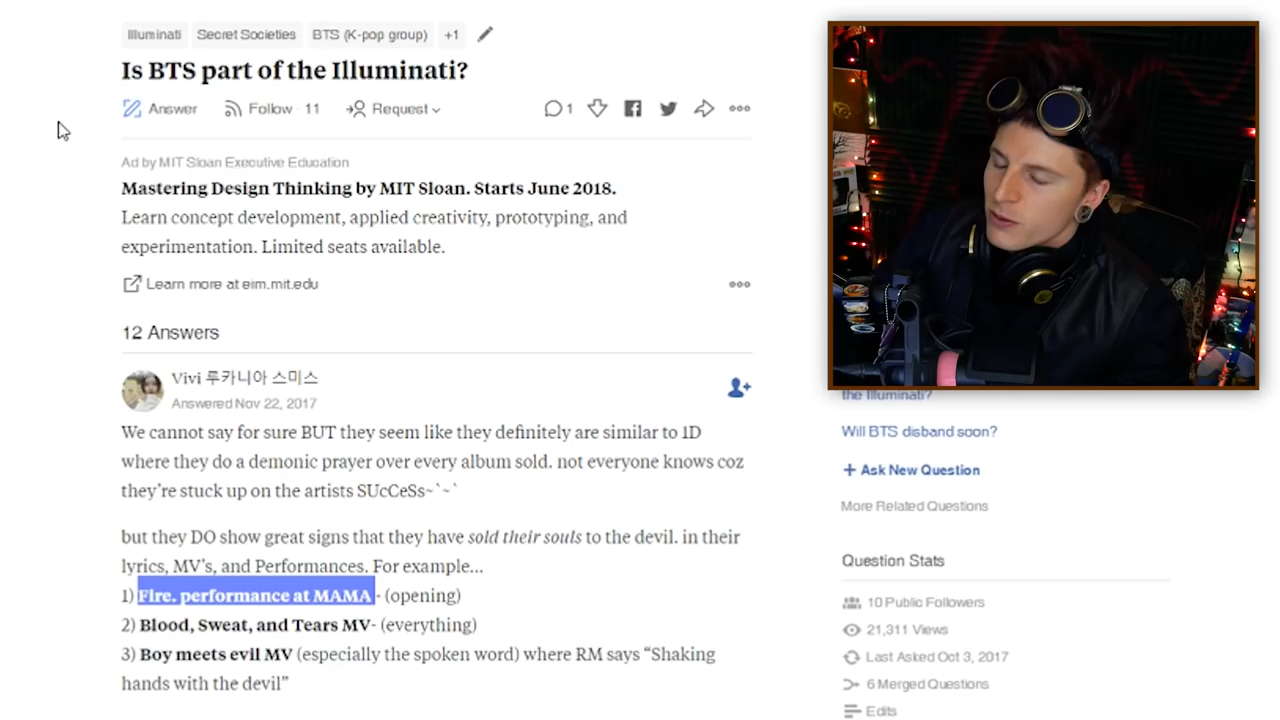 Illuminati Secret Societies BTS (K-pop group) +1
Is BTS part of the Illuminati?
Answer Follow · 11 Request 1
Ad by MIT Sloan Executive Education
Mastering Design Thinking by MIT Sloan. Starts June 2018.
Learn concept development, applied creativity, prototyping, and
experimentation. Limited seats available.
Learn more at eim.mit.edu
12 Answers
Vivi 루카니아 스미스
Answered Nov 22, 2017
We cannot say for sure BUT they seem like they definitely are similar to 1D
where they do a demonic prayer over every album sold. not everyone knows coz
they're stuck up on the artists SUcCeSs~`~`
but they DO show great signs that they have sold their souls to the devil. in their
lyrics, MV's, and Performances. For example...
1) Fire. performance at MAMA - (opening)
2) Blood, Sweat, and Tears MV- (everything)
3) Boy meets evil MV (especially the spoken word) where RM says “Shaking
hands with the devil”
the Illuminati?
Will BTS disband soon?
+ Ask New Question
More Related Questions
Question Stats
10 Public Followers
21,311 Views
Last Asked Oct 3, 2017
6 Merged Questions
Edits